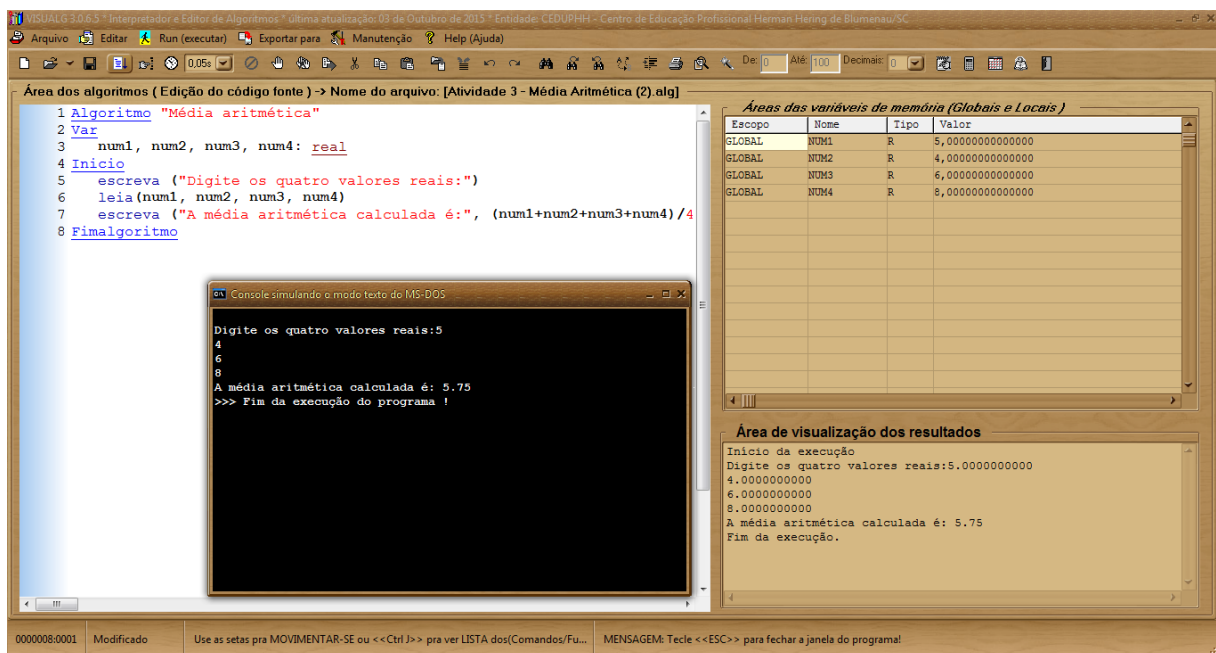 VISUALG 3.0.6.5 * Interpretador e Editor de Algoritmos * última atualização: 03 de Outubro de 2015 * Entidade: CEDUPHH - Centro de Educação Profissional Herman Hering de Blumenau/SC
Arquivo Editar Run (executar) Exportar para Manutenção Help (Ajuda)
0,05s De: 0 Até: 100 Decimais: 0
Área dos algoritmos ( Edição do código fonte ) -> Nome do arquivo: [Atividade 3 - Média Aritmética (2).alg]
1 Algoritmo "Média aritmética"
2 Var
3 num1, num2, num3, num4: real
4 Inicio
5 escreva ("Digite os quatro valores reais:")
6 leia(num1, num2, num3, num4)
7 escreva ("A média aritmética calculada é:", (num1+num2+num3+num4)/4
8 Fimalgoritmo
Console simulando o modo texto do MS-DOS
Digite os quatro valores reais:5
4
6
8
A média aritmética calculada é: 5.75
>>> Fim da execução do programa !
Áreas das variáveis de memória (Globais e Locais )
Escopo Nome Tipo Valor
GLOBAL NUM1 R 5,00000000000000
GLOBAL NUM2 R 4,00000000000000
GLOBAL NUM3 R 6,00000000000000
GLOBAL NUM4 R 8,00000000000000
Área de visualização dos resultados
Início da execução
Digite os quatro valores reais:5.0000000000
4.0000000000
6.0000000000
8.0000000000
A média aritmética calculada é: 5.75
Fim da execução.
0000008:0001 Modificado Use as setas pra MOVIMENTAR-SE ou <<Ctrl J>> pra ver LISTA dos(Comandos/Fu... MENSAGEM: Tecle <<ESC>> para fechar a janela do programa!